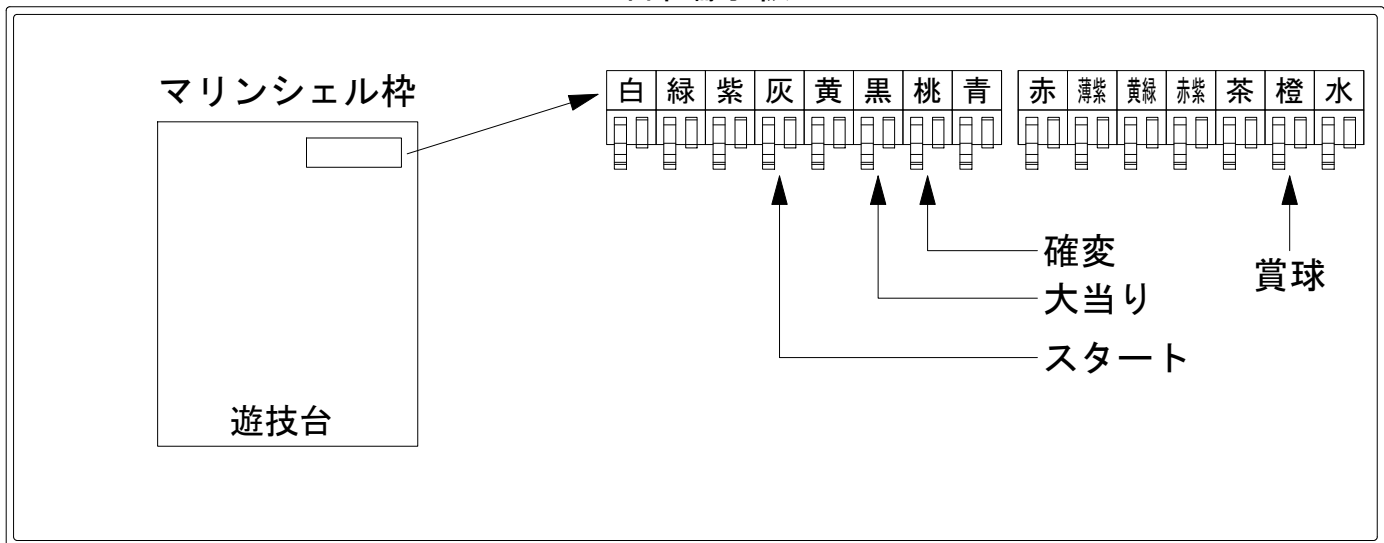 マリンシェル枠
白 緑 紫 灰 黄 黒 桃 青 赤 薄紫 黄緑 赤紫 茶 橙 水
確変
賞球
大当り
スタート
遊技台